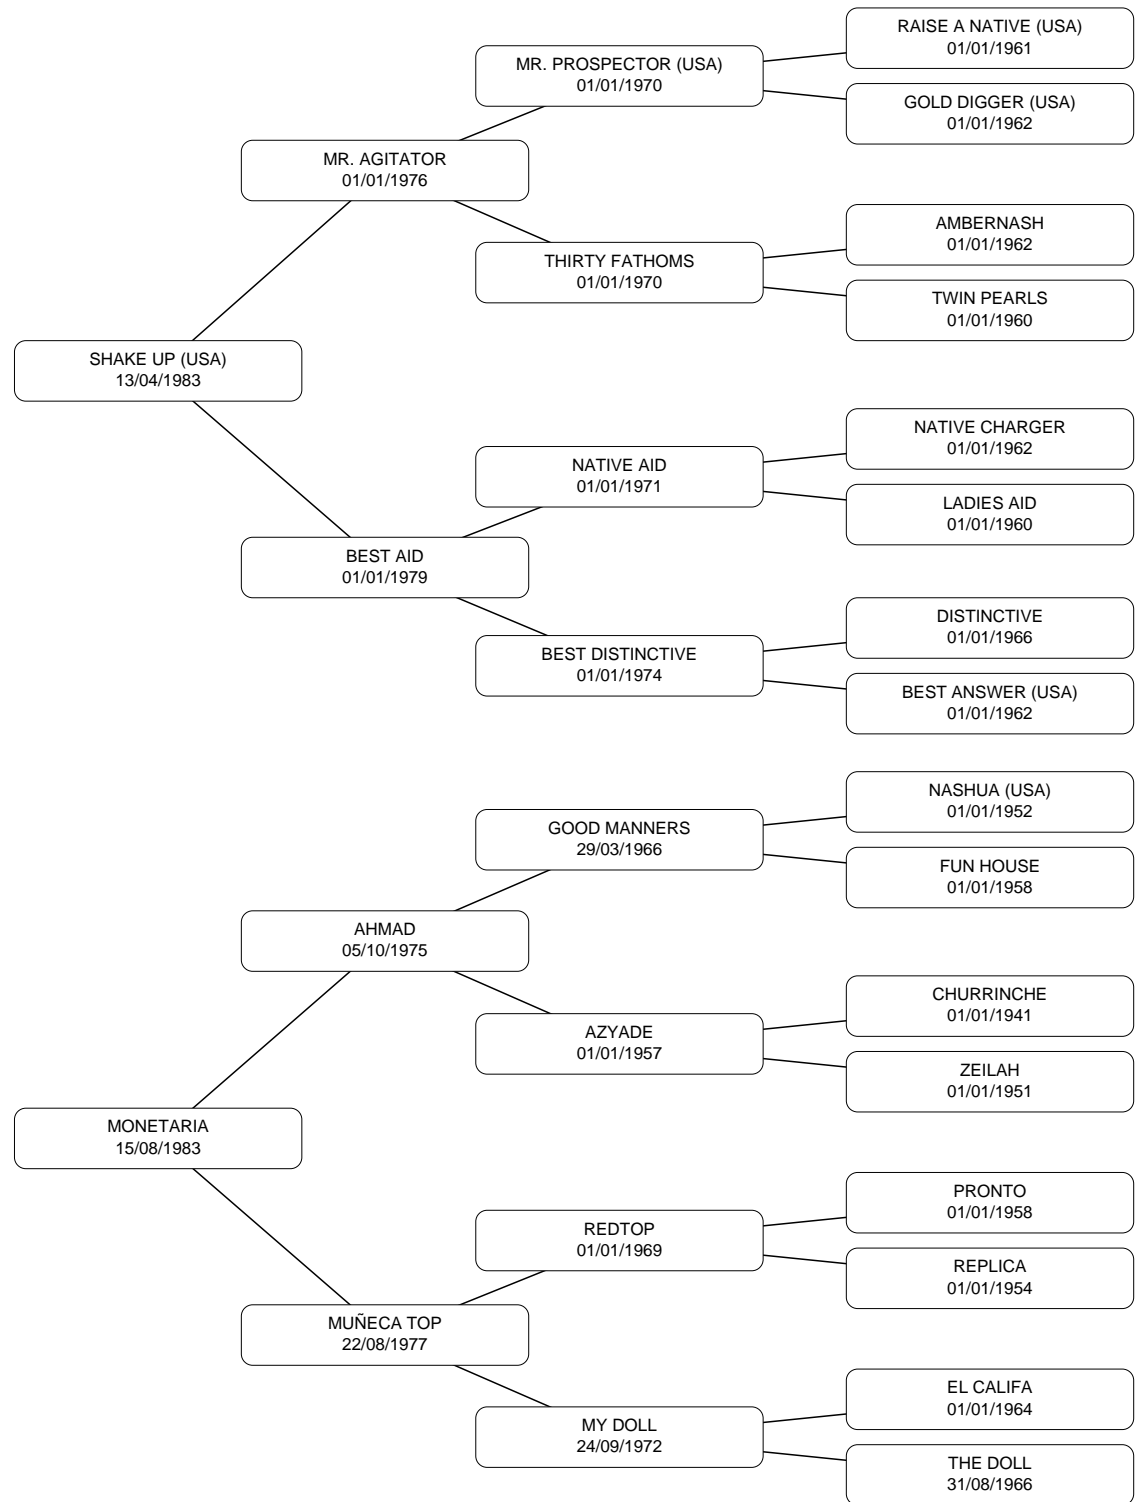 RAISE A NATIVE (USA)
01/01/1961
MR. PROSPECTOR (USA)
01/01/1970
GOLD DIGGER (USA)
01/01/1962
MR. AGITATOR
01/01/1976
AMBERNASH
01/01/1962
THIRTY FATHOMS
01/01/1970
TWIN PEARLS
01/01/1960
SHAKE UP (USA)
13/04/1983
NATIVE CHARGER
01/01/1962
NATIVE AID
01/01/1971
LADIES AID
01/01/1960
BEST AID
01/01/1979
DISTINCTIVE
01/01/1966
BEST DISTINCTIVE
01/01/1974
BEST ANSWER (USA)
01/01/1962
NASHUA (USA)
01/01/1952
GOOD MANNERS
29/03/1966
FUN HOUSE
01/01/1958
AHMAD
05/10/1975
CHURRINCHE
01/01/1941
AZYADE
01/01/1957
ZEILAH
01/01/1951
MONETARIA
15/08/1983
PRONTO
01/01/1958
REDTOP
01/01/1969
REPLICA
01/01/1954
MUÑECA TOP
22/08/1977
EL CALIFA
01/01/1964
MY DOLL
24/09/1972
THE DOLL
31/08/1966